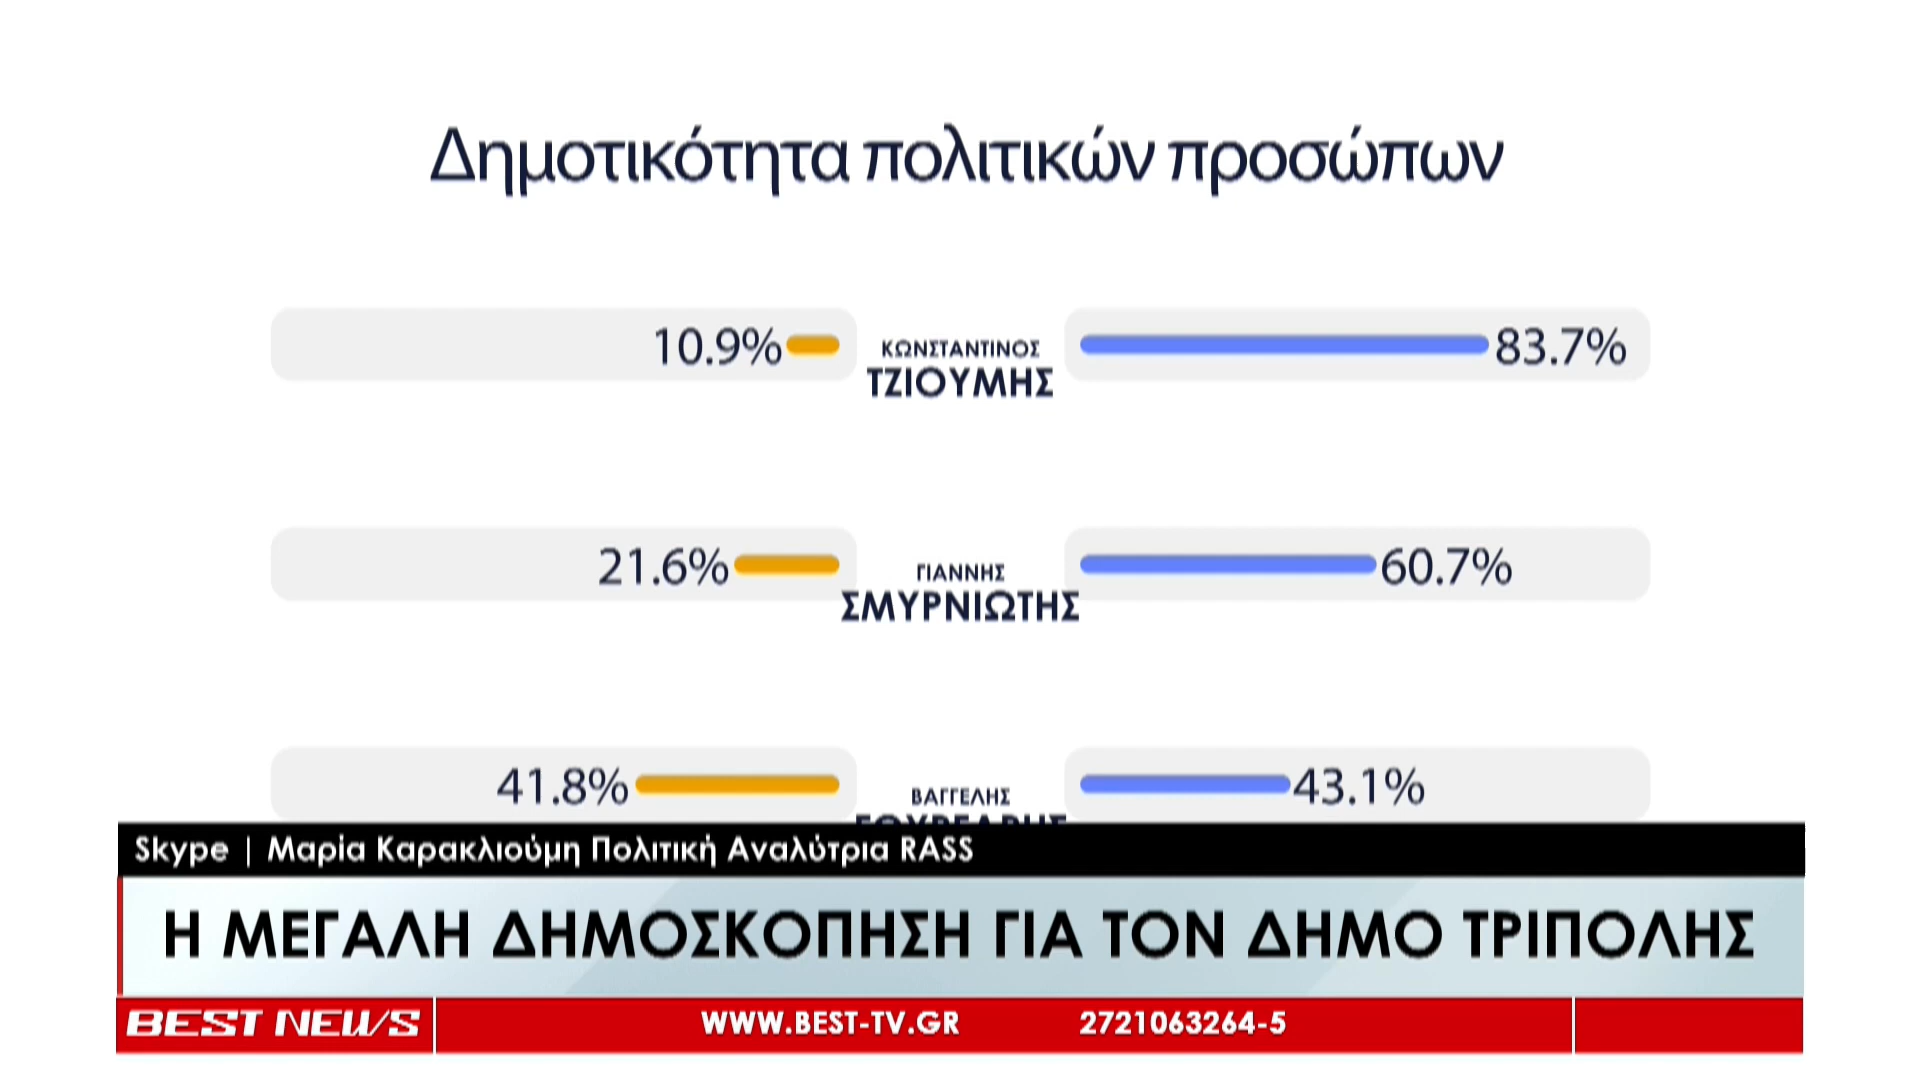 Δημοτικότητα πολιτικών προσώπων
10.9% ΚΩΝΣΤΑΝΤΙΝΟΣ 83.7%
ΤΖΙΟΥΜΗΣ
21.6% ΓΙΑΝΝΗΣ 60.7%
ΣΜΥΡΝΙΩΤΗΣ
41.8% ΒΑΓΓΕΛΗΣ 43.1%
Skype | Μαρία Καρακλιούμη Πολιτική Αναλύτρια RASS
Η ΜΕΓΑΛΗ ΔΗΜΟΣΚΟΠΗΣΗ ΓΙΑ ΤΟΝ ΔΗΜΟ ΤΡΙΠΟΛΗΣ
BEST NEWS WWW.BEST-TV.GR 2721063264-5